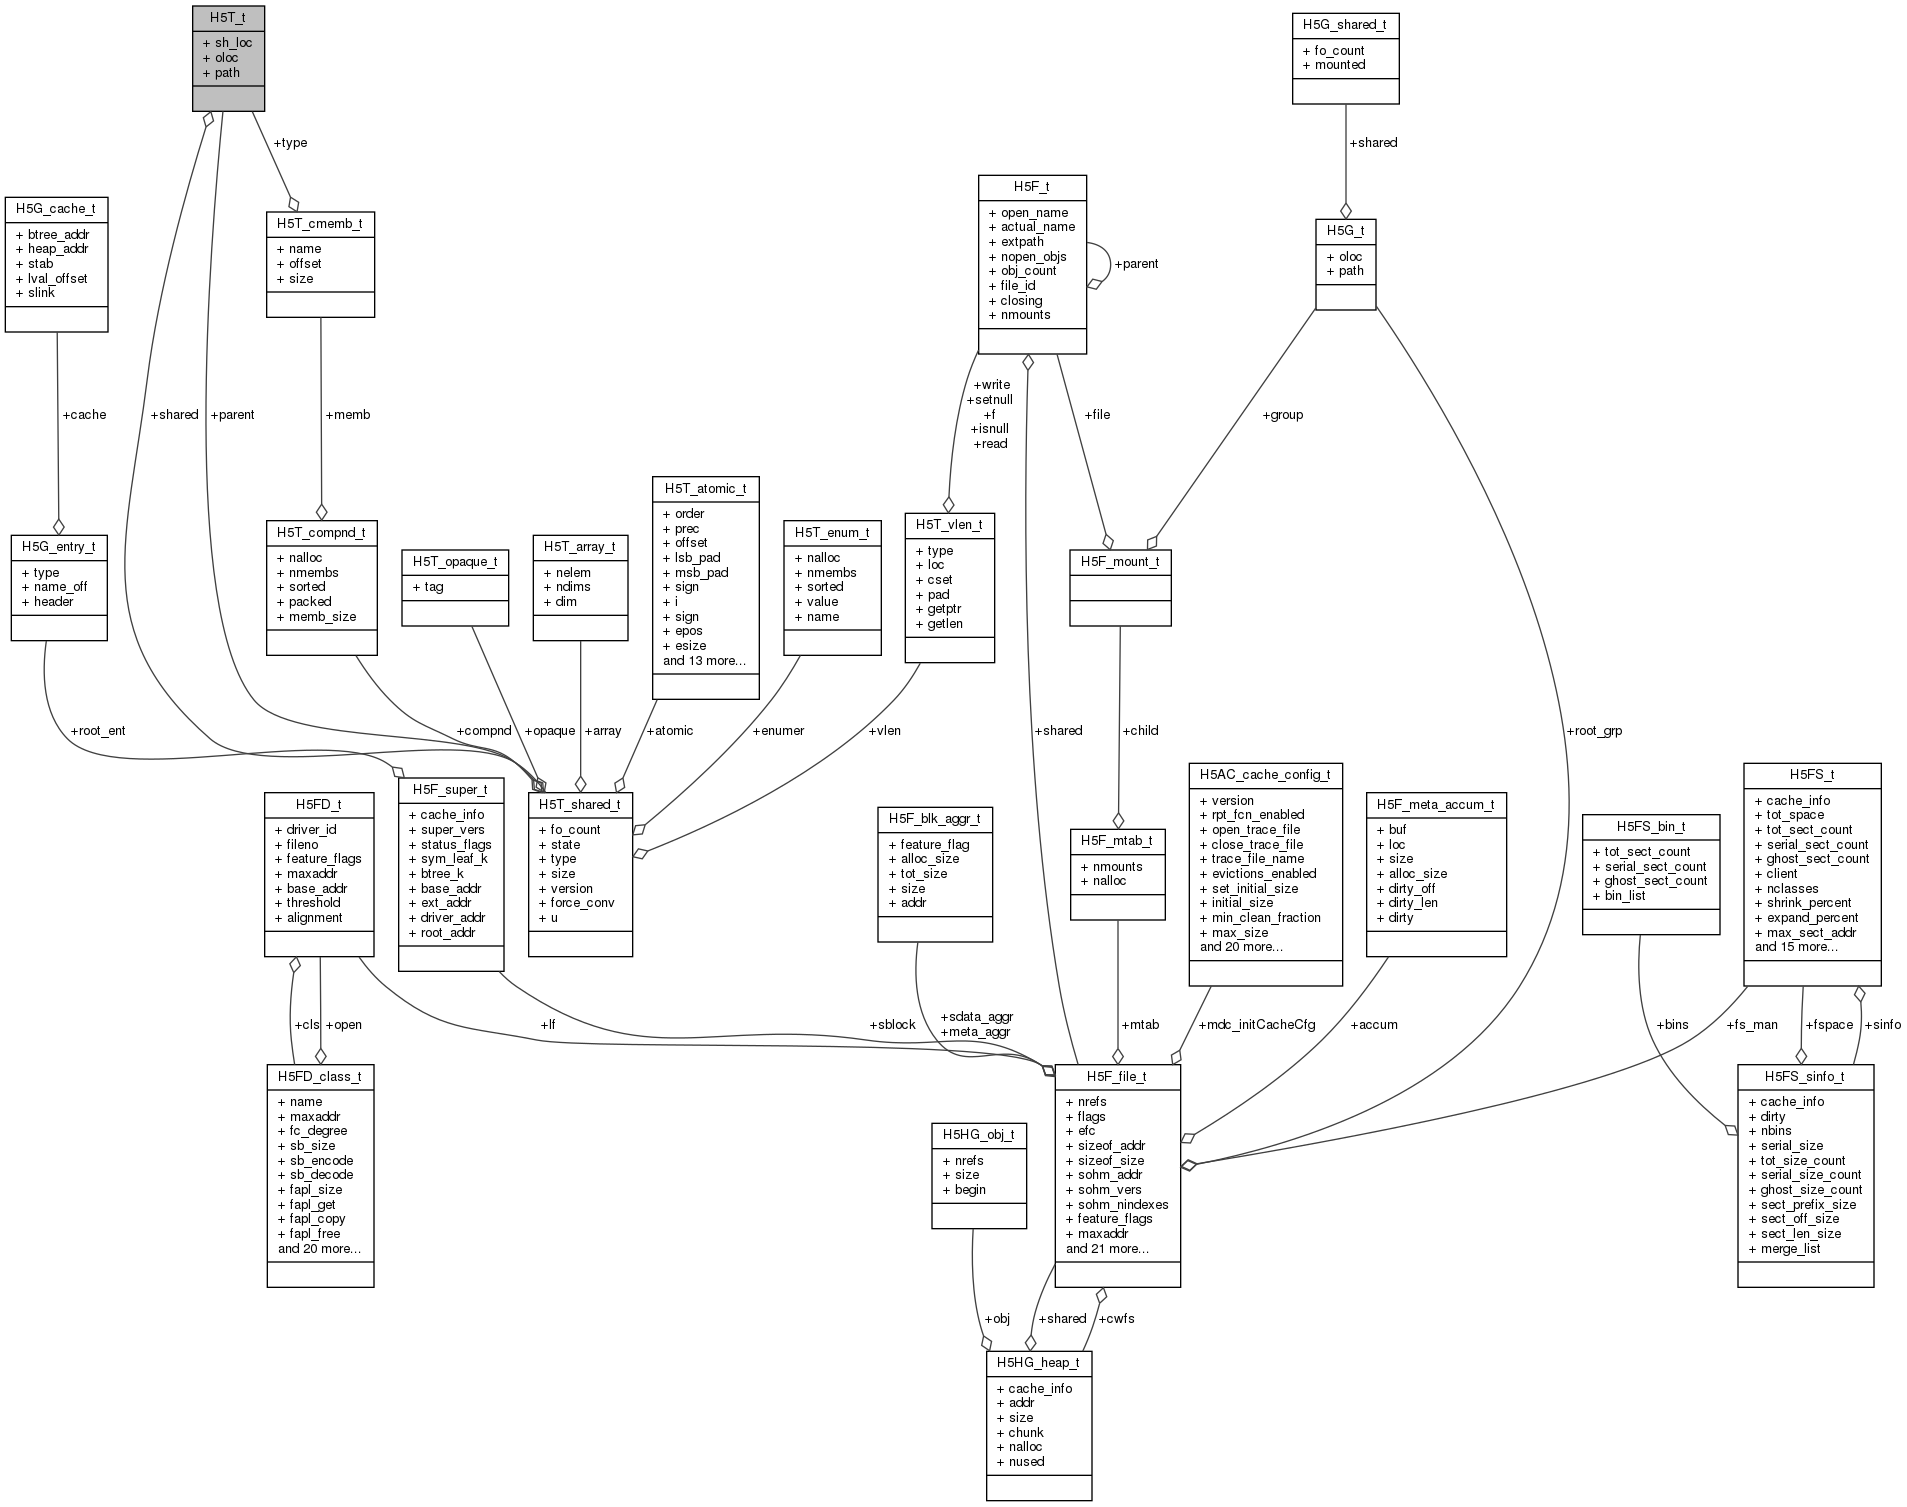 H5T_t
+ sh_loc
+ oloc
+ path
H5G_shared_t
+ fo_count
+ mounted
+type
+shared
H5G_cache_t
+ btree_addr
+ heap_addr
+ stab
+ lval_offset
+ slink
H5T_cmemb_t
+ name
+ offset
+ size
H5F_t
+ open_name
+ actual_name
+ extpath
+ nopen_objs
+ obj_count
+ file_id
+ closing
+ nmounts
+parent
H5G_t
+ oloc
+ path
+cache
+shared
+parent
+memb
+write
+setnull
+f
+isnull
+read
+file
+group
H5G_entry_t
+ type
+ name_off
+ header
H5T_compnd_t
+ nalloc
+ nmembs
+ sorted
+ packed
+ memb_size
H5T_opaque_t
+ tag
H5T_array_t
+ nelem
+ ndims
+ dim
H5T_atomic_t
+ order
+ prec
+ offset
+ lsb_pad
+ msb_pad
+ sign
+ i
+ sign
+ epos
+ esize
and 13 more...
H5T_enum_t
+ nalloc
+ nmembs
+ sorted
+ value
+ name
H5T_vlen_t
+ type
+ loc
+ cset
+ pad
+ getptr
+ getlen
H5F_mount_t
+root_ent
+compnd
+opaque
+array
+atomic
+enumer
+vlen
+shared
+child
+root_grp
H5FD_t
+ driver_id
+ fileno
+ feature_flags
+ maxaddr
+ base_addr
+ threshold
+ alignment
H5F_super_t
+ cache_info
+ super_vers
+ status_flags
+ sym_leaf_k
+ btree_k
+ base_addr
+ ext_addr
+ driver_addr
+ root_addr
H5T_shared_t
+ fo_count
+ state
+ type
+ size
+ version
+ force_conv
+ u
H5F_blk_aggr_t
+ feature_flag
+ alloc_size
+ tot_size
+ size
+ addr
H5F_mtab_t
+ nmounts
+ nalloc
H5AC_cache_config_t
+ version
+ rpt_fcn_enabled
+ open_trace_file
+ close_trace_file
+ trace_file_name
+ evictions_enabled
+ set_initial_size
+ initial_size
+ min_clean_fraction
+ max_size
and 20 more...
H5F_meta_accum_t
+ buf
+ loc
+ size
+ alloc_size
+ dirty_off
+ dirty_len
+ dirty
H5FS_bin_t
+ tot_sect_count
+ serial_sect_count
+ ghost_sect_count
+ bin_list
H5FS_t
+ cache_info
+ tot_space
+ tot_sect_count
+ serial_sect_count
+ ghost_sect_count
+ client
+ nclasses
+ shrink_percent
+ expand_percent
+ max_sect_addr
and 15 more...
+cls
+open
+lf
+sblock
+sdata_aggr
+meta_aggr
+mtab
+mdc_initCacheCfg
+accum
+bins
+fs_man
+fspace
+sinfo
H5FD_class_t
+ name
+ maxaddr
+ fc_degree
+ sb_size
+ sb_encode
+ sb_decode
+ fapl_size
+ fapl_get
+ fapl_copy
+ fapl_free
and 20 more...
H5HG_obj_t
+ nrefs
+ size
+ begin
H5F_file_t
+ nrefs
+ flags
+ efc
+ sizeof_addr
+ sizeof_size
+ sohm_addr
+ sohm_vers
+ sohm_nindexes
+ feature_flags
+ maxaddr
and 21 more...
H5FS_sinfo_t
+ cache_info
+ dirty
+ nbins
+ serial_size
+ tot_size_count
+ serial_size_count
+ ghost_size_count
+ sect_prefix_size
+ sect_off_size
+ sect_len_size
+ merge_list
+obj
+shared
+cwfs
H5HG_heap_t
+ cache_info
+ addr
+ size
+ chunk
+ nalloc
+ nused